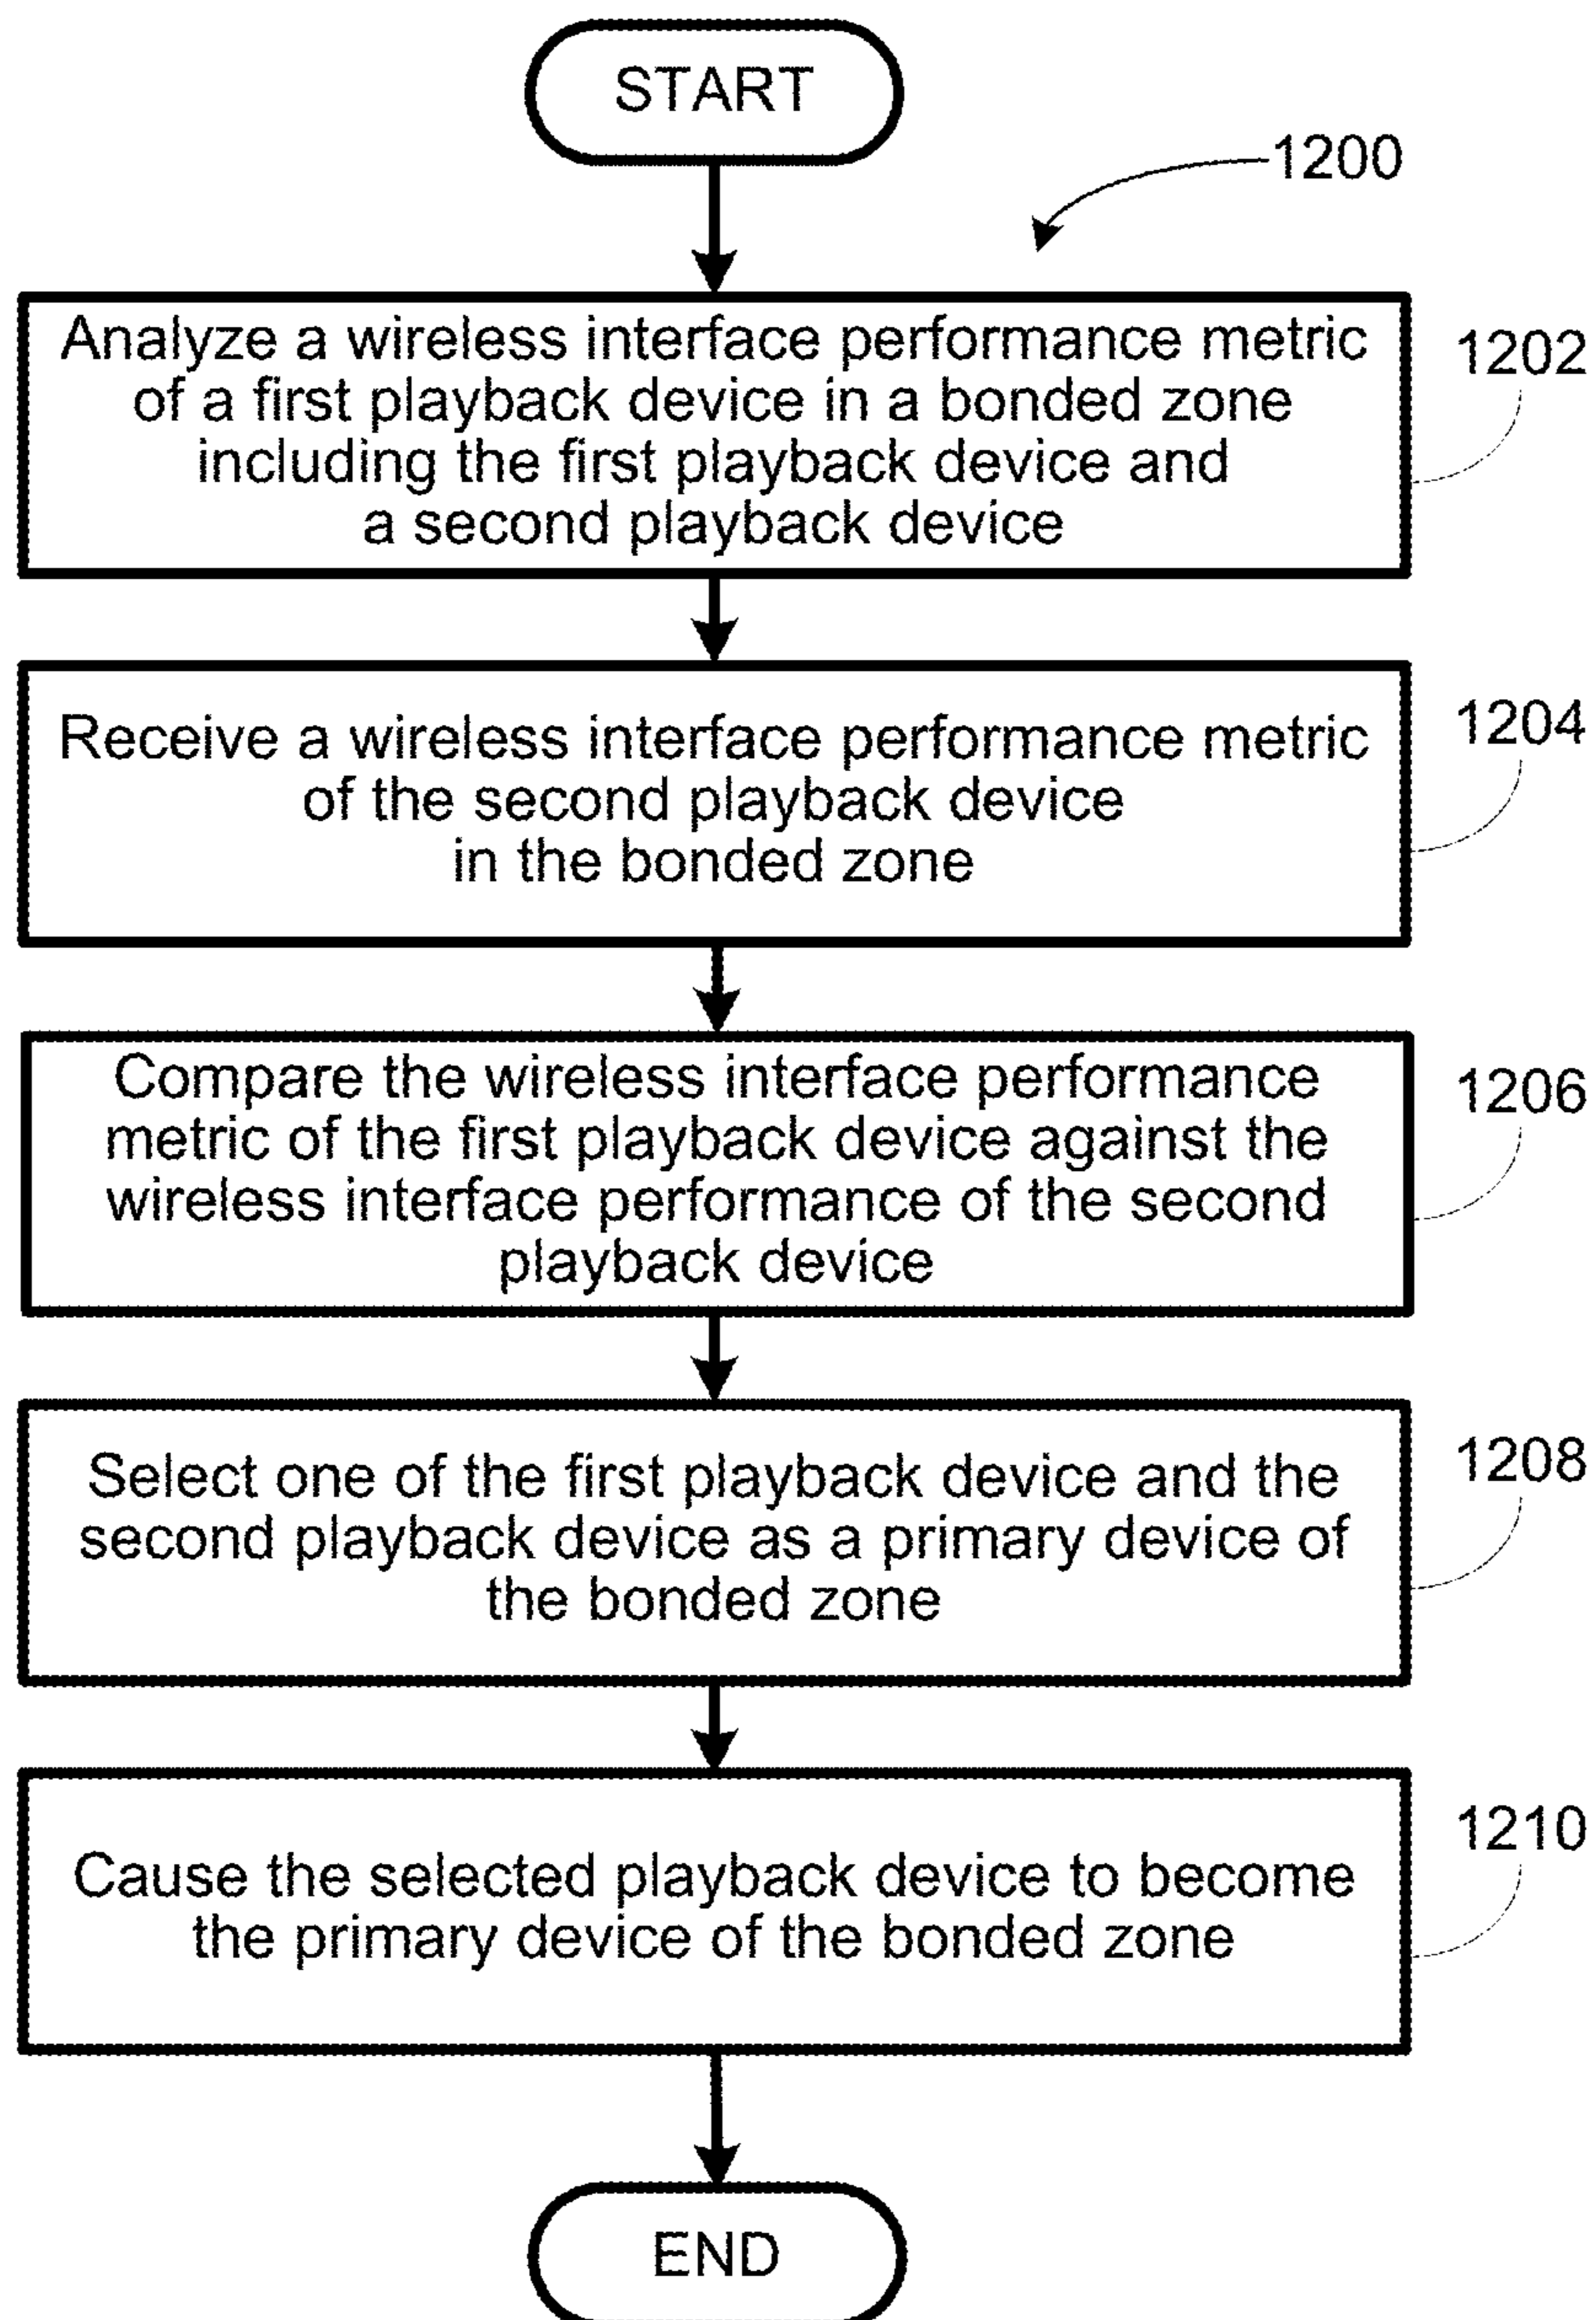 START
1200
Analyze a wireless interface performance metric
of a first playback device in a bonded zone
including the first playback device and
a second playback device
1202
Receive a wireless interface performance metric
of the second playback device
in the bonded zone
1204
Compare the wireless interface performance
metric of the first playback device against the
wireless interface performance of the second
playback device
1206
Select one of the first playback device and the
second playback device as a primary device of
the bonded zone
1208
Cause the selected playback device to become
the primary device of the bonded zone
1210
END